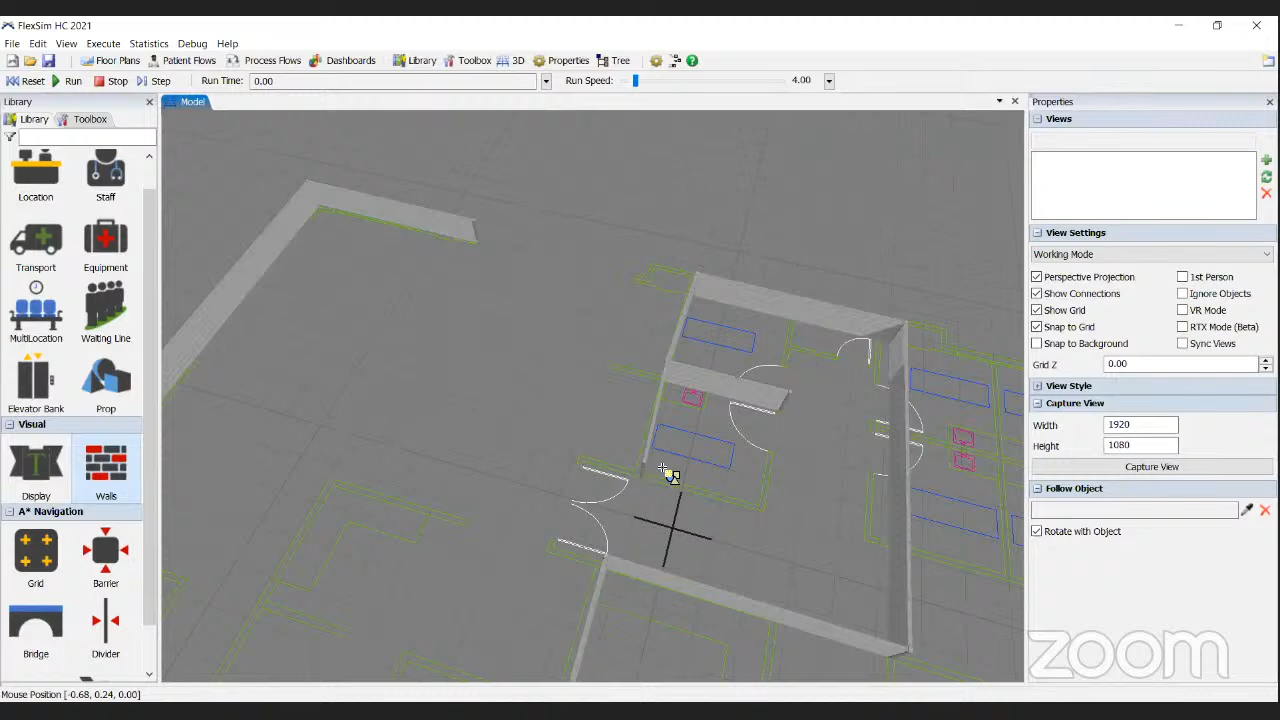 FlexSim HC 2021
File Edit View Execute Statistics Debug Help
Floor Plans Patient Flows Process Flows Dashboards Library Toolbox 3D Properties Tree
Reset Run Stop Step Run Time: 0.00 Run Speed: 4.00
Library
Library Toolbox
Location Staff
Transport Equipment
MultiLocation Waiting Line
Elevator Bank Prop
Visual
T
Display Walls
A* Navigation
Grid Barrier
Bridge Divider
Model
Properties
Views
View Settings
Working Mode
Perspective Projection 1st Person
Show Connections Ignore Objects
Show Grid VR Mode
Snap to Grid RTX Mode (Beta)
Snap to Background Sync Views
Grid Z 0.00
View Style
Capture View
Width 1920
Height 1080
Capture View
Follow Object
Rotate with Object
zoom
Mouse Position [-0.68, 0.24, 0.00]